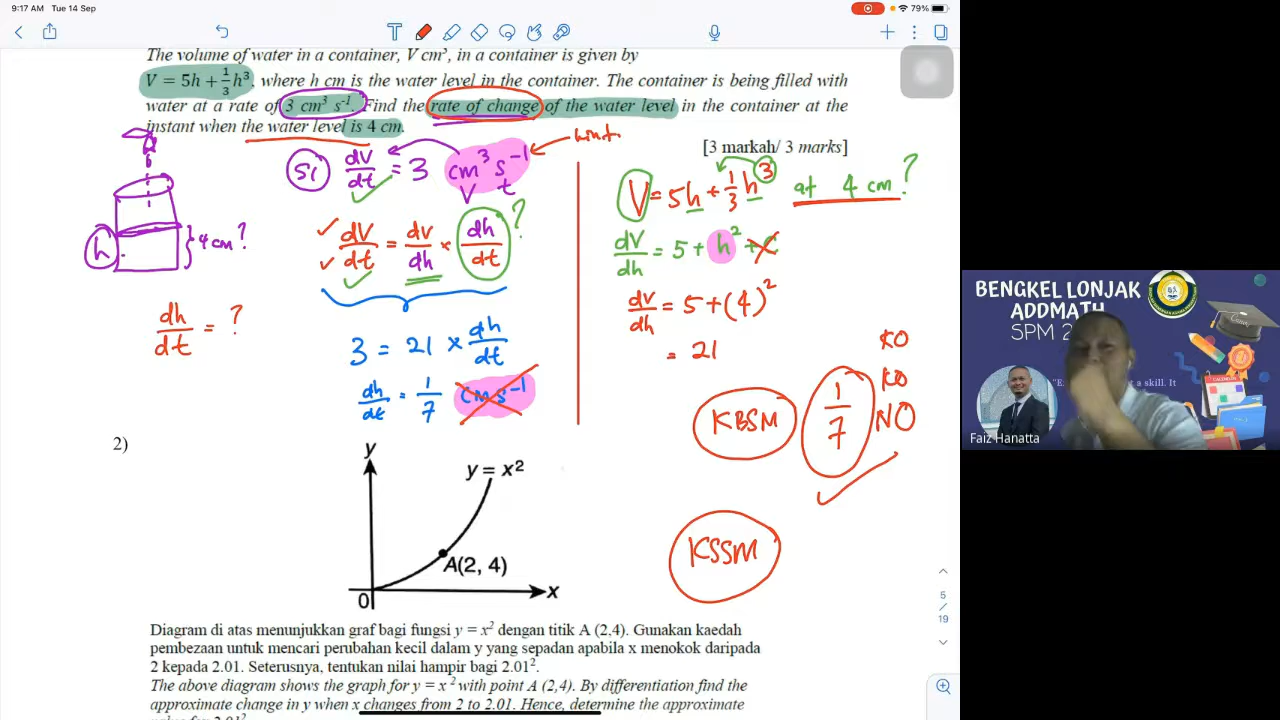 9:17 AM Tue 14 Sep
79%
The volume of water in a container, V cm³, in a container is given by
V = 5h + 1/3 h³, where h cm is the water level in the container. The container is being filled with
water at a rate of 3 cm³ s⁻¹. Find the rate of change of the water level in the container at the
instant when the water level is 4 cm.
[3 markah/ 3 marks]
h
4 cm ?
dh/dt = ?
SI dV/dt = 3 cm³ s⁻¹
V t
dV/dt = dv/dh × dh/dt ?
3 = 21 × dh/dt
dh/dt = 1/7 cm s⁻¹
V = 5h + 1/3 h³ at 4 cm ?
dV/dh = 5 + h²
dv/dh = 5 + (4)²
= 21
KBSM
1/7
KO
KO
NO
KSSM
2)
y
y = x²
A(2, 4)
0
x
Diagram di atas menunjukkan graf bagi fungsi y = x² dengan titik A (2,4). Gunakan kaedah
pembezaan untuk mencari perubahan kecil dalam y yang sepadan apabila x menokok daripada
2 kepada 2.01. Seterusnya, tentukan nilai hampir bagi 2.01².
The above diagram shows the graph for y = x² with point A (2,4). By differentiation find the
approximate change in y when x changes from 2 to 2.01. Hence, determine the approximate
5
/
19
BENGKEL LONJAK
ADDMATH
SPM 2
a skill. It
CALENDAR
Faiz Hanatta